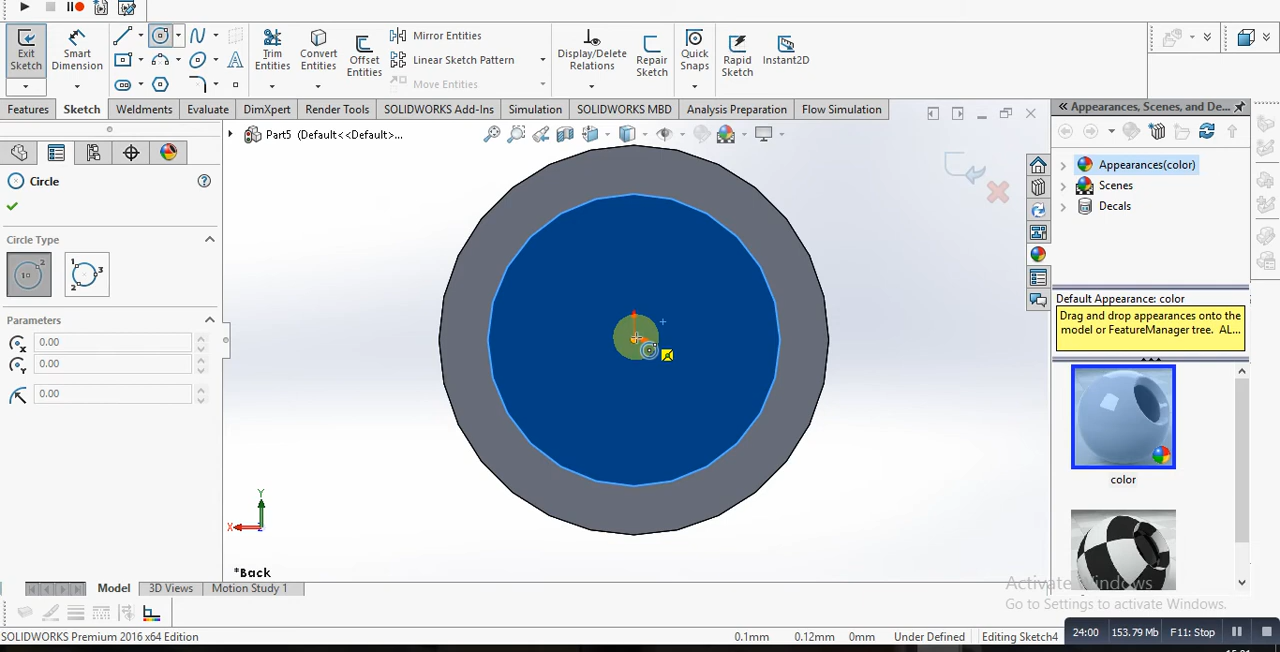 Exit Sketch
Smart Dimension
Trim Entities
Convert Entities
Offset Entities
Mirror Entities
Linear Sketch Pattern
Move Entities
Display/Delete Relations
Repair Sketch
Quick Snaps
Rapid Sketch
Instant2D
Features Sketch Weldments Evaluate DimXpert Render Tools SOLIDWORKS Add-Ins Simulation SOLIDWORKS MBD Analysis Preparation Flow Simulation
Appearances, Scenes, and De...
Part5 (Default<<Default>...
Circle
Circle Type
Parameters
0.00
0.00
0.00
Appearances(color)
Scenes
Decals
Default Appearance: color
Drag and drop appearances onto the
model or FeatureManager tree. AL...
color
Y
X
*Back
Activate Windows
Go to Settings to activate Windows.
Model 3D Views Motion Study 1
SOLIDWORKS Premium 2016 x64 Edition
0.1mm 0.12mm 0mm Under Defined Editing Sketch4
24:00 153.79 Mb F11: Stop